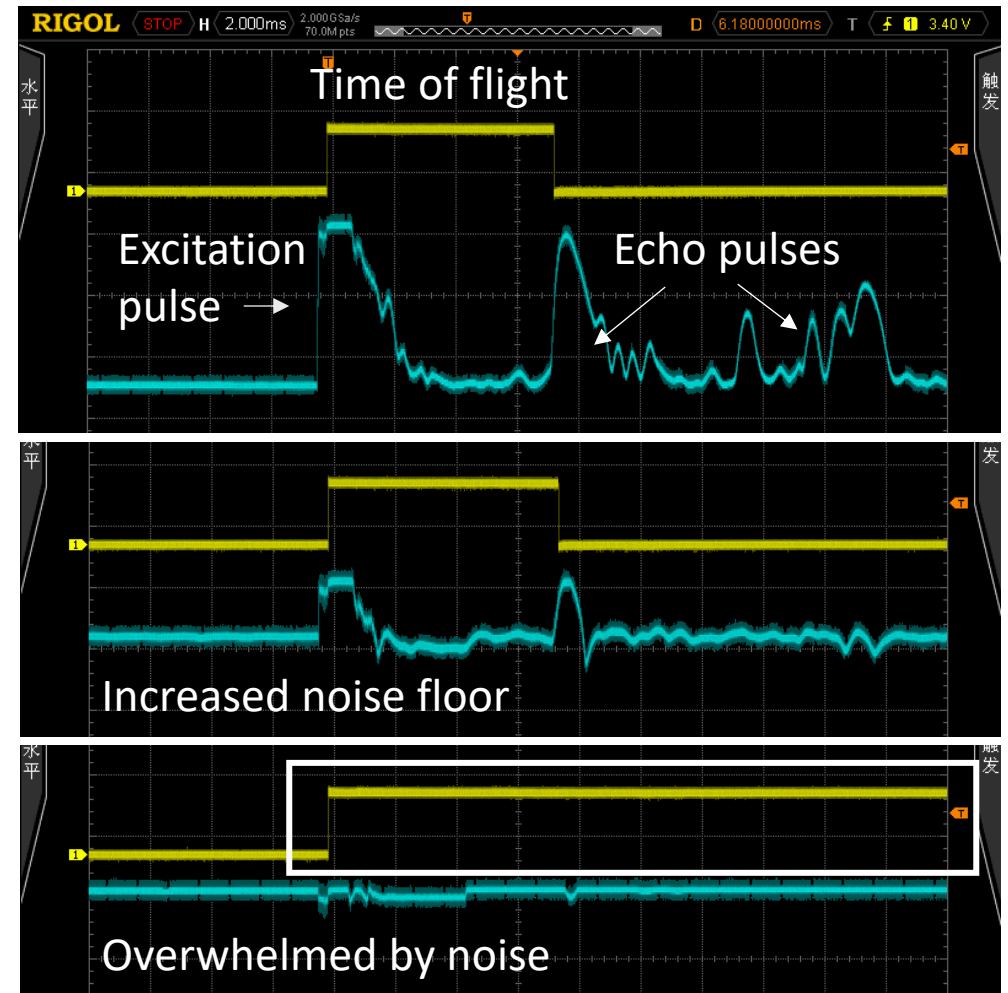 RIGOL STOP H 2.000ms 2.000GSa/s 70.0M pts D 6.18000000ms T 1 3.40 V
T
水平
触发
T
Time of flight
T
1
Excitation
pulse
Echo pulses
水平
发
T
1
Increased noise floor
水平
触发
T
1
Overwhelmed by noise